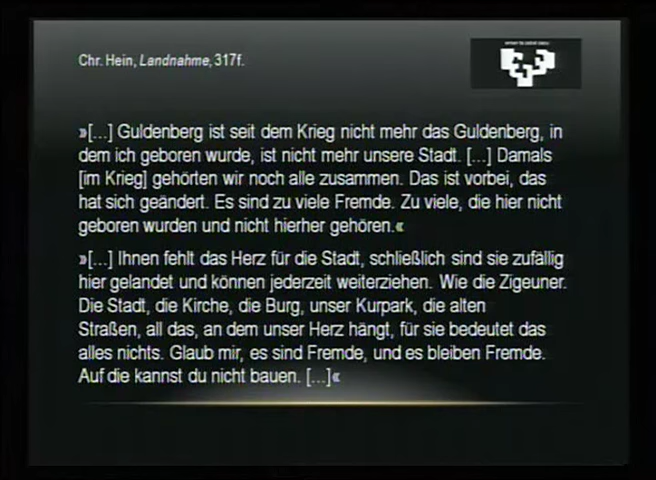 Chr. Hein, Landnahme, 317f.
»[...] Guldenberg ist seit dem Krieg nicht mehr das Guldenberg, in
dem ich geboren wurde, ist nicht mehr unsere Stadt. [...] Damals
[im Krieg] gehörten wir noch alle zusammen. Das ist vorbei, das
hat sich geändert. Es sind zu viele Fremde. Zu viele, die hier nicht
geboren wurden und nicht hierher gehören.«
»[...] Ihnen fehlt das Herz für die Stadt, schließlich sind sie zufällig
hier gelandet und können jederzeit weiterziehen. Wie die Zigeuner.
Die Stadt, die Kirche, die Burg, unser Kurpark, die alten
Straßen, all das, an dem unser Herz hängt, für sie bedeutet das
alles nichts. Glaub mir, es sind Fremde, und es bleiben Fremde.
Auf die kannst du nicht bauen. [...]«